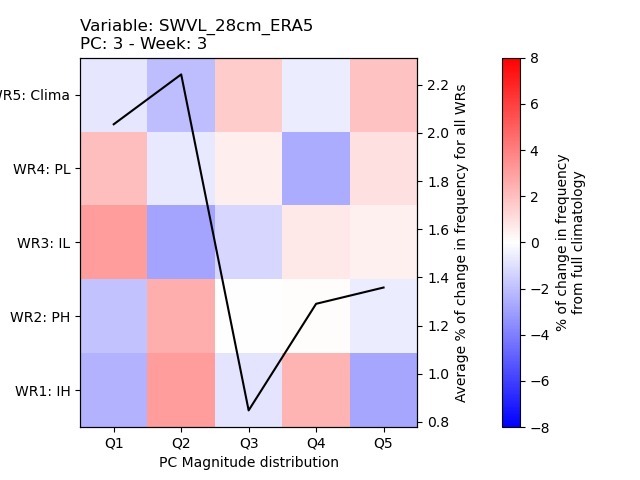 Variable: SWVL_28cm_ERA5
PC: 3 - Week: 3
WR5: Clima
WR4: PL
WR3: IL
WR2: PH
WR1: IH
Q1 Q2 Q3 Q4 Q5
PC Magnitude distribution
2.2
2.0
1.8
1.6
1.4
1.2
1.0
0.8
Average % of change in frequency for all WRs
8
6
4
2
0
−2
−4
−6
−8
% of change in frequency
from full climatology